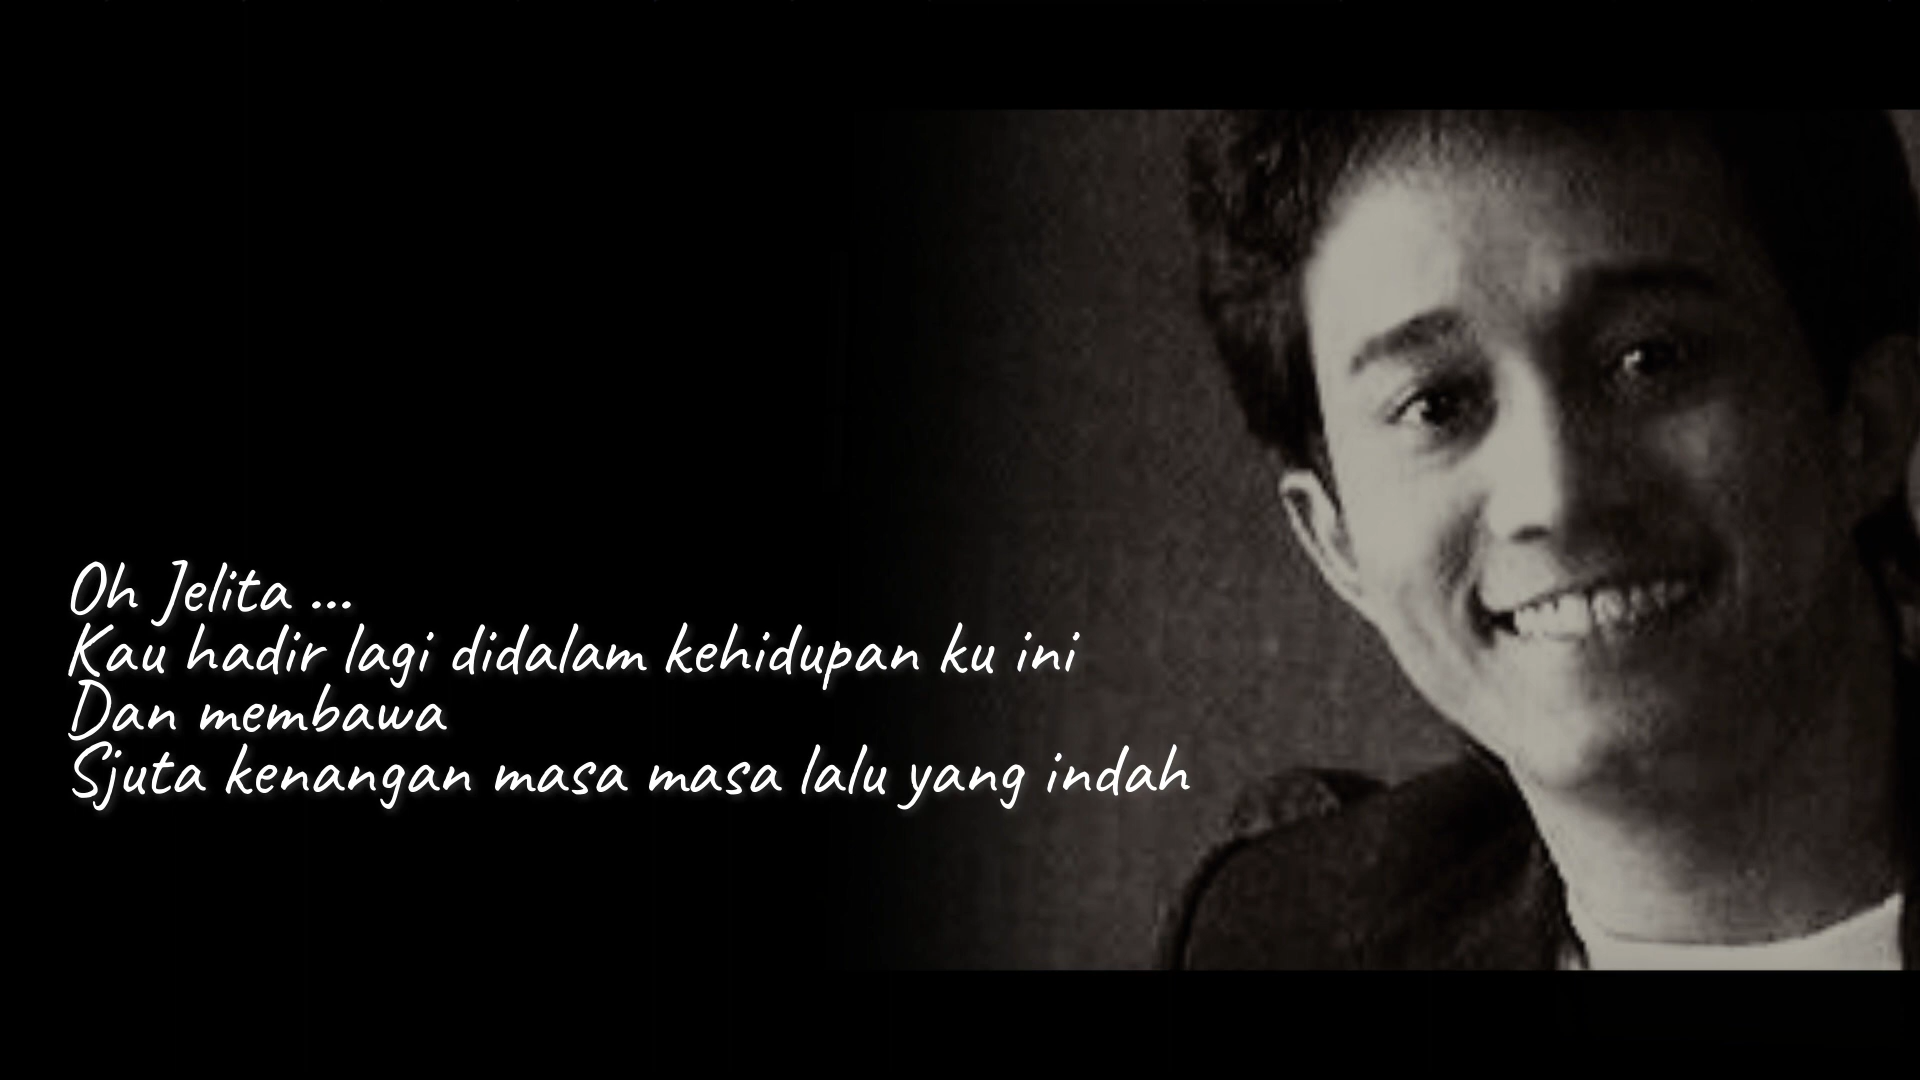 Oh Jelita ...
Kau hadir lagi didalam kehidupan ku ini
Dan membawa
Sjuta kenangan masa masa lalu yang indah